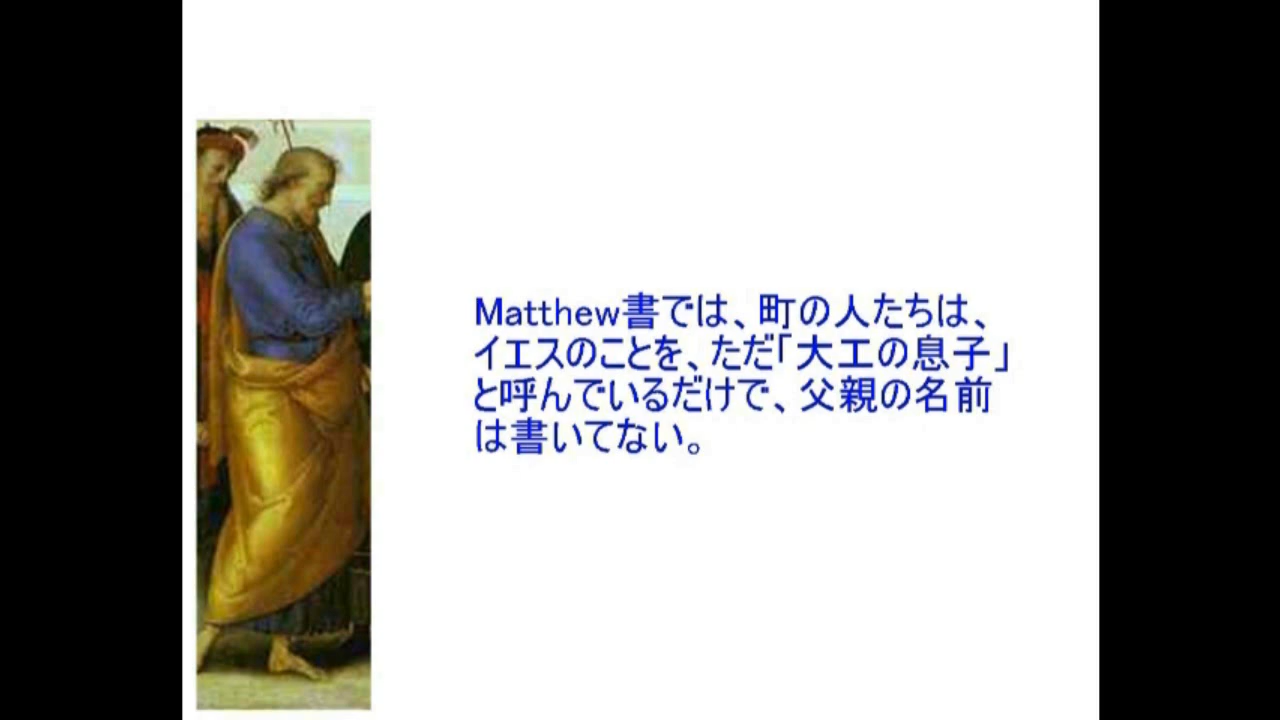 Matthew書では、町の人たちは、
イエスのことを、ただ「大工の息子」
と呼んでいるだけで、父親の名前
は書いてない。